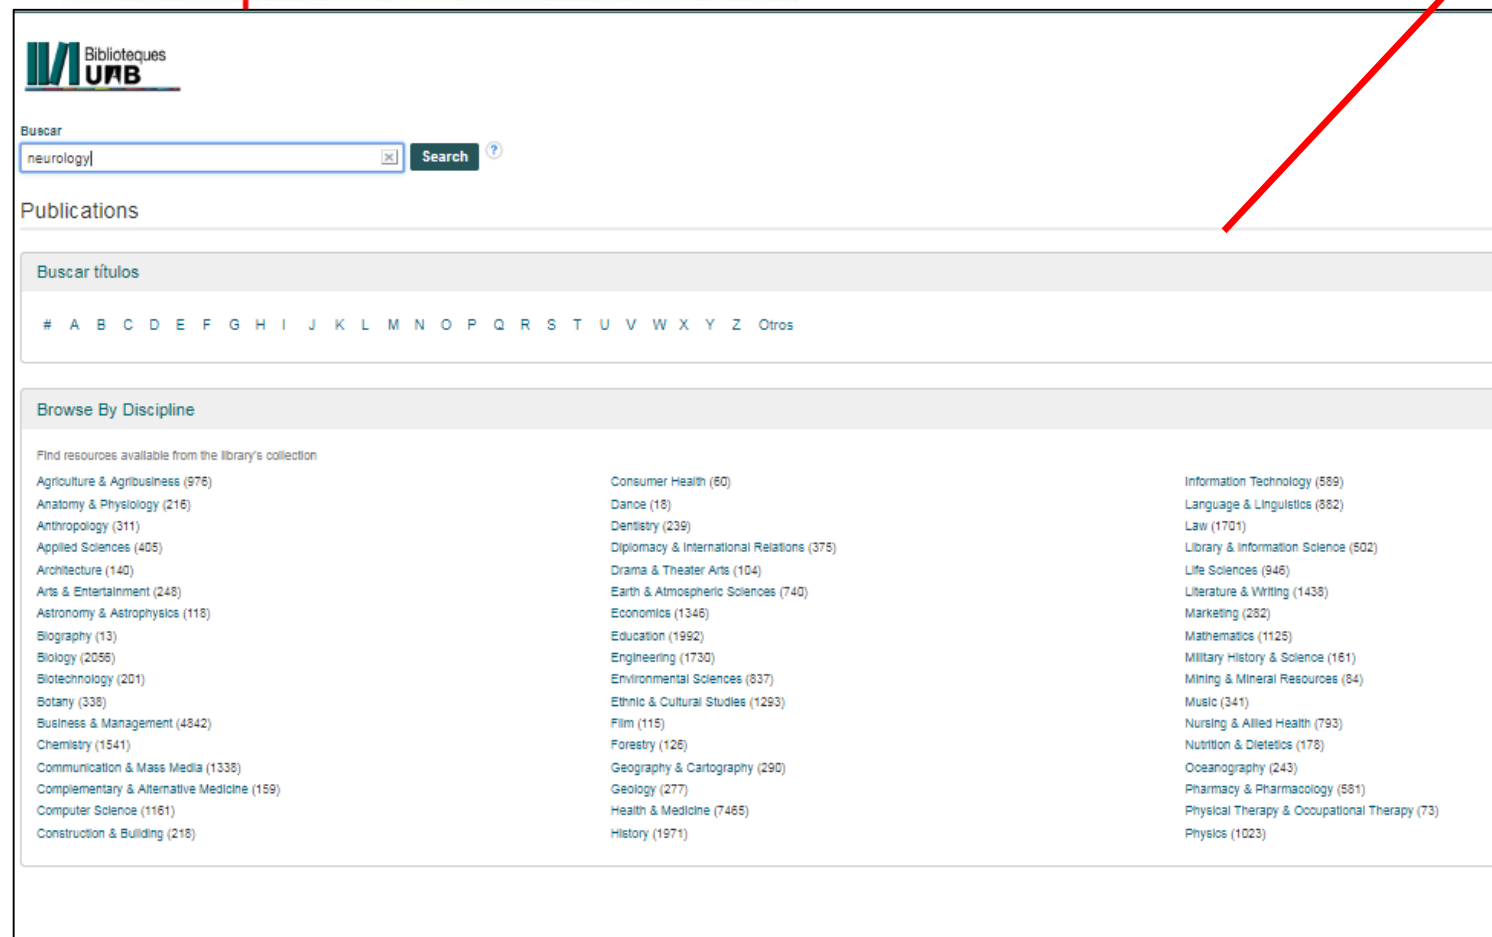 Biblioteques
UAB
Buscar
neurology
Search
?
Publications
Buscar títulos
# A B C D E F G H I J K L M N O P Q R S T U V W X Y Z Otros
Browse By Discipline
Find resources available from the library's collection
Agriculture & Agribusiness (976)
Anatomy & Physiology (216)
Anthropology (311)
Applied Sciences (405)
Architecture (140)
Arts & Entertainment (248)
Astronomy & Astrophysics (118)
Biography (13)
Biology (2056)
Biotechnology (201)
Botany (338)
Business & Management (4842)
Chemistry (1541)
Communication & Mass Media (1338)
Complementary & Alternative Medicine (159)
Computer Science (1161)
Construction & Building (218)
Consumer Health (60)
Dance (18)
Dentistry (239)
Diplomacy & International Relations (375)
Drama & Theater Arts (104)
Earth & Atmospheric Sciences (740)
Economics (1346)
Education (1992)
Engineering (1730)
Environmental Sciences (837)
Ethnic & Cultural Studies (1293)
Film (115)
Forestry (126)
Geography & Cartography (290)
Geology (277)
Health & Medicine (7465)
History (1971)
Information Technology (589)
Language & Linguistics (882)
Law (1701)
Library & Information Science (502)
Life Sciences (946)
Literature & Writing (1438)
Marketing (282)
Mathematics (1125)
Military History & Science (161)
Mining & Mineral Resources (84)
Music (341)
Nursing & Allied Health (793)
Nutrition & Dietetics (178)
Oceanography (243)
Pharmacy & Pharmacology (581)
Physical Therapy & Occupational Therapy (73)
Physics (1023)